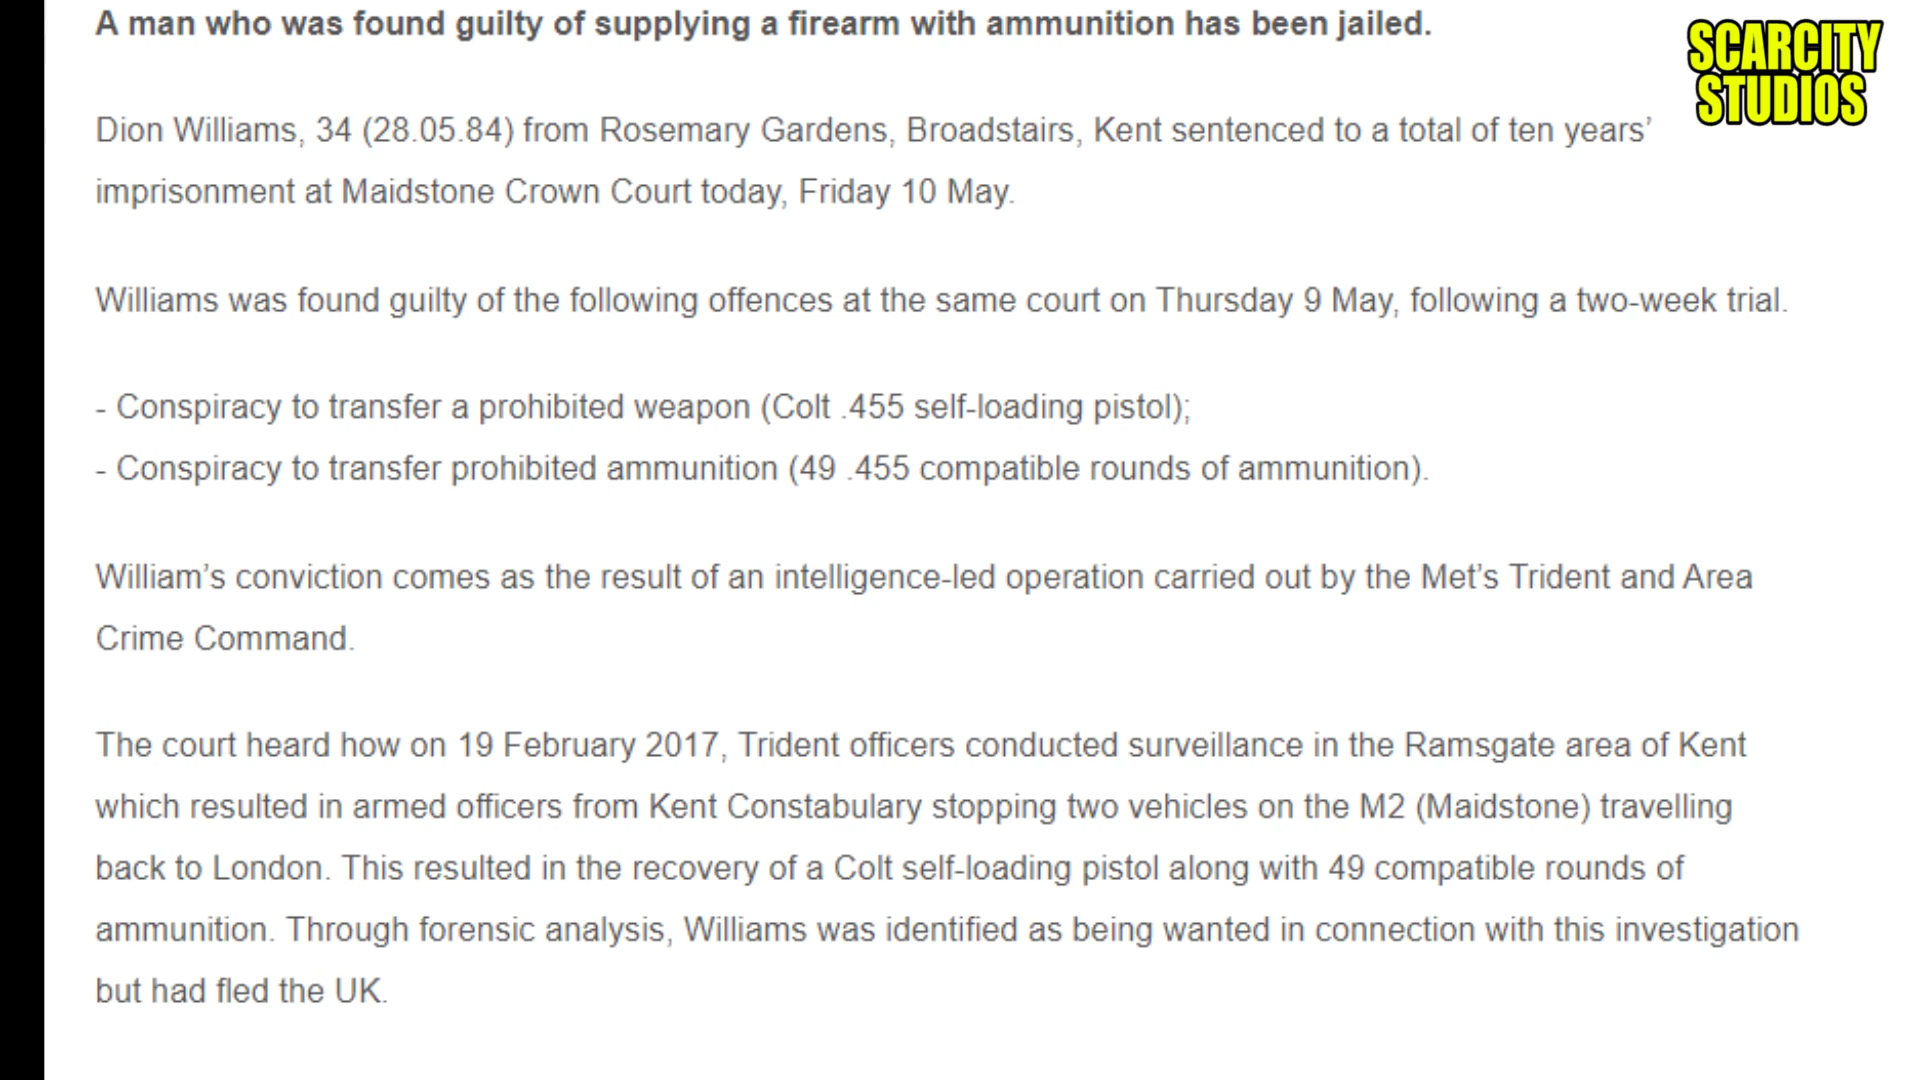 A man who was found guilty of supplying a firearm with ammunition has been jailed.
SCARCITY
STUDIOS
Dion Williams, 34 (28.05.84) from Rosemary Gardens, Broadstairs, Kent sentenced to a total of ten years’
imprisonment at Maidstone Crown Court today, Friday 10 May.
Williams was found guilty of the following offences at the same court on Thursday 9 May, following a two-week trial.
- Conspiracy to transfer a prohibited weapon (Colt .455 self-loading pistol);
- Conspiracy to transfer prohibited ammunition (49 .455 compatible rounds of ammunition).
William’s conviction comes as the result of an intelligence-led operation carried out by the Met’s Trident and Area
Crime Command.
The court heard how on 19 February 2017, Trident officers conducted surveillance in the Ramsgate area of Kent
which resulted in armed officers from Kent Constabulary stopping two vehicles on the M2 (Maidstone) travelling
back to London. This resulted in the recovery of a Colt self-loading pistol along with 49 compatible rounds of
ammunition. Through forensic analysis, Williams was identified as being wanted in connection with this investigation
but had fled the UK.